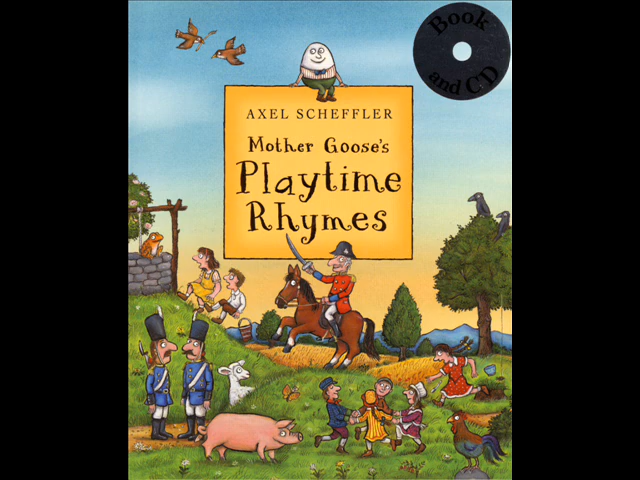 Book
and CD
AXEL SCHEFFLER
Mother Goose's
Playtime
Rhymes